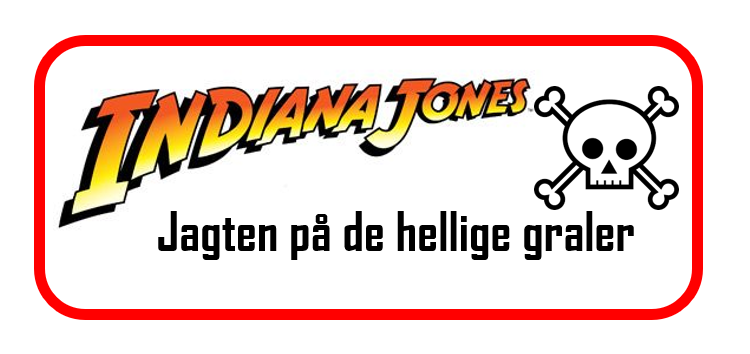 INDIANA JONES
Jagten på de hellige graler